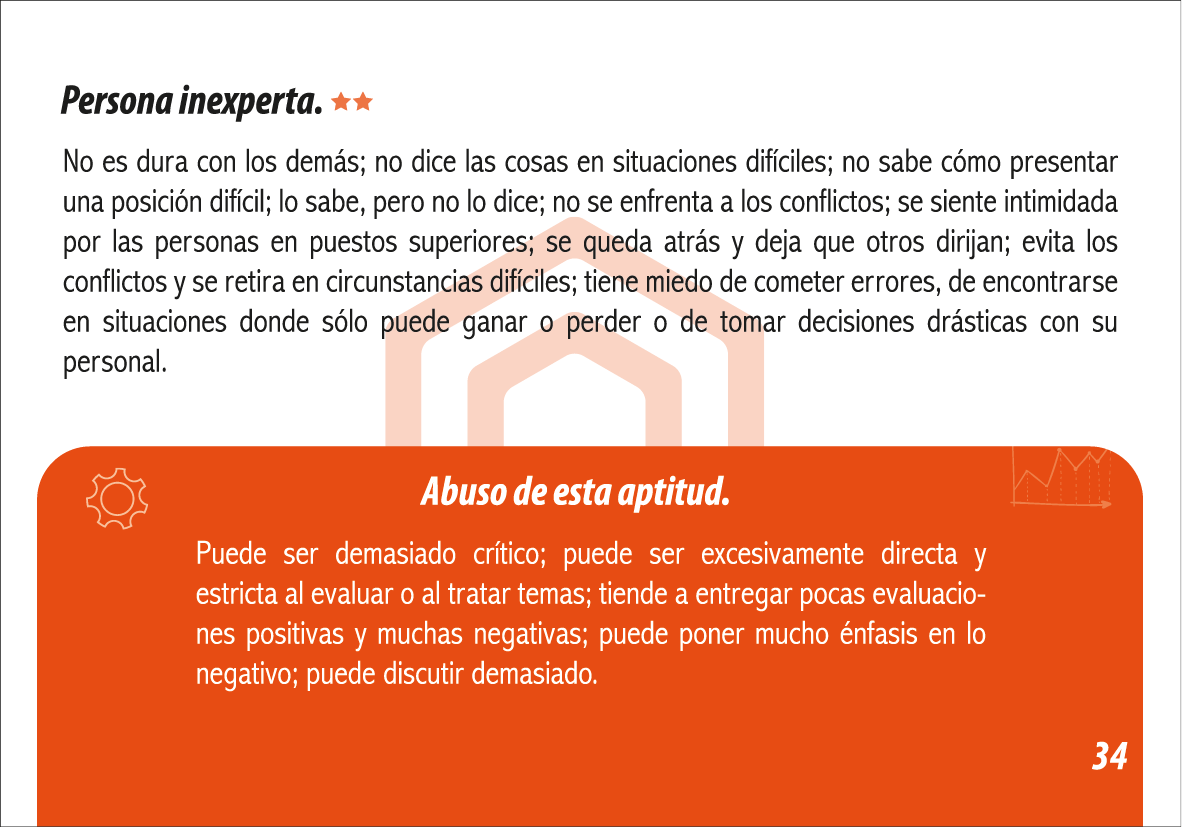 Persona inexperta.
No es dura con los demás; no dice las cosas en situaciones difíciles; no sabe cómo presentar
una posición difícil; lo sabe, pero no lo dice; no se enfrenta a los conflictos; se siente intimidada
por las personas en puestos superiores; se queda atrás y deja que otros dirijan; evita los
conflictos y se retira en circunstancias difíciles; tiene miedo de cometer errores, de encontrarse
en situaciones donde sólo puede ganar o perder o de tomar decisiones drásticas con su
personal.
Abuso de esta aptitud.
Puede ser demasiado crítico; puede ser excesivamente directa y
estricta al evaluar o al tratar temas; tiende a entregar pocas evaluacio-
nes positivas y muchas negativas; puede poner mucho énfasis en lo
negativo; puede discutir demasiado.
34